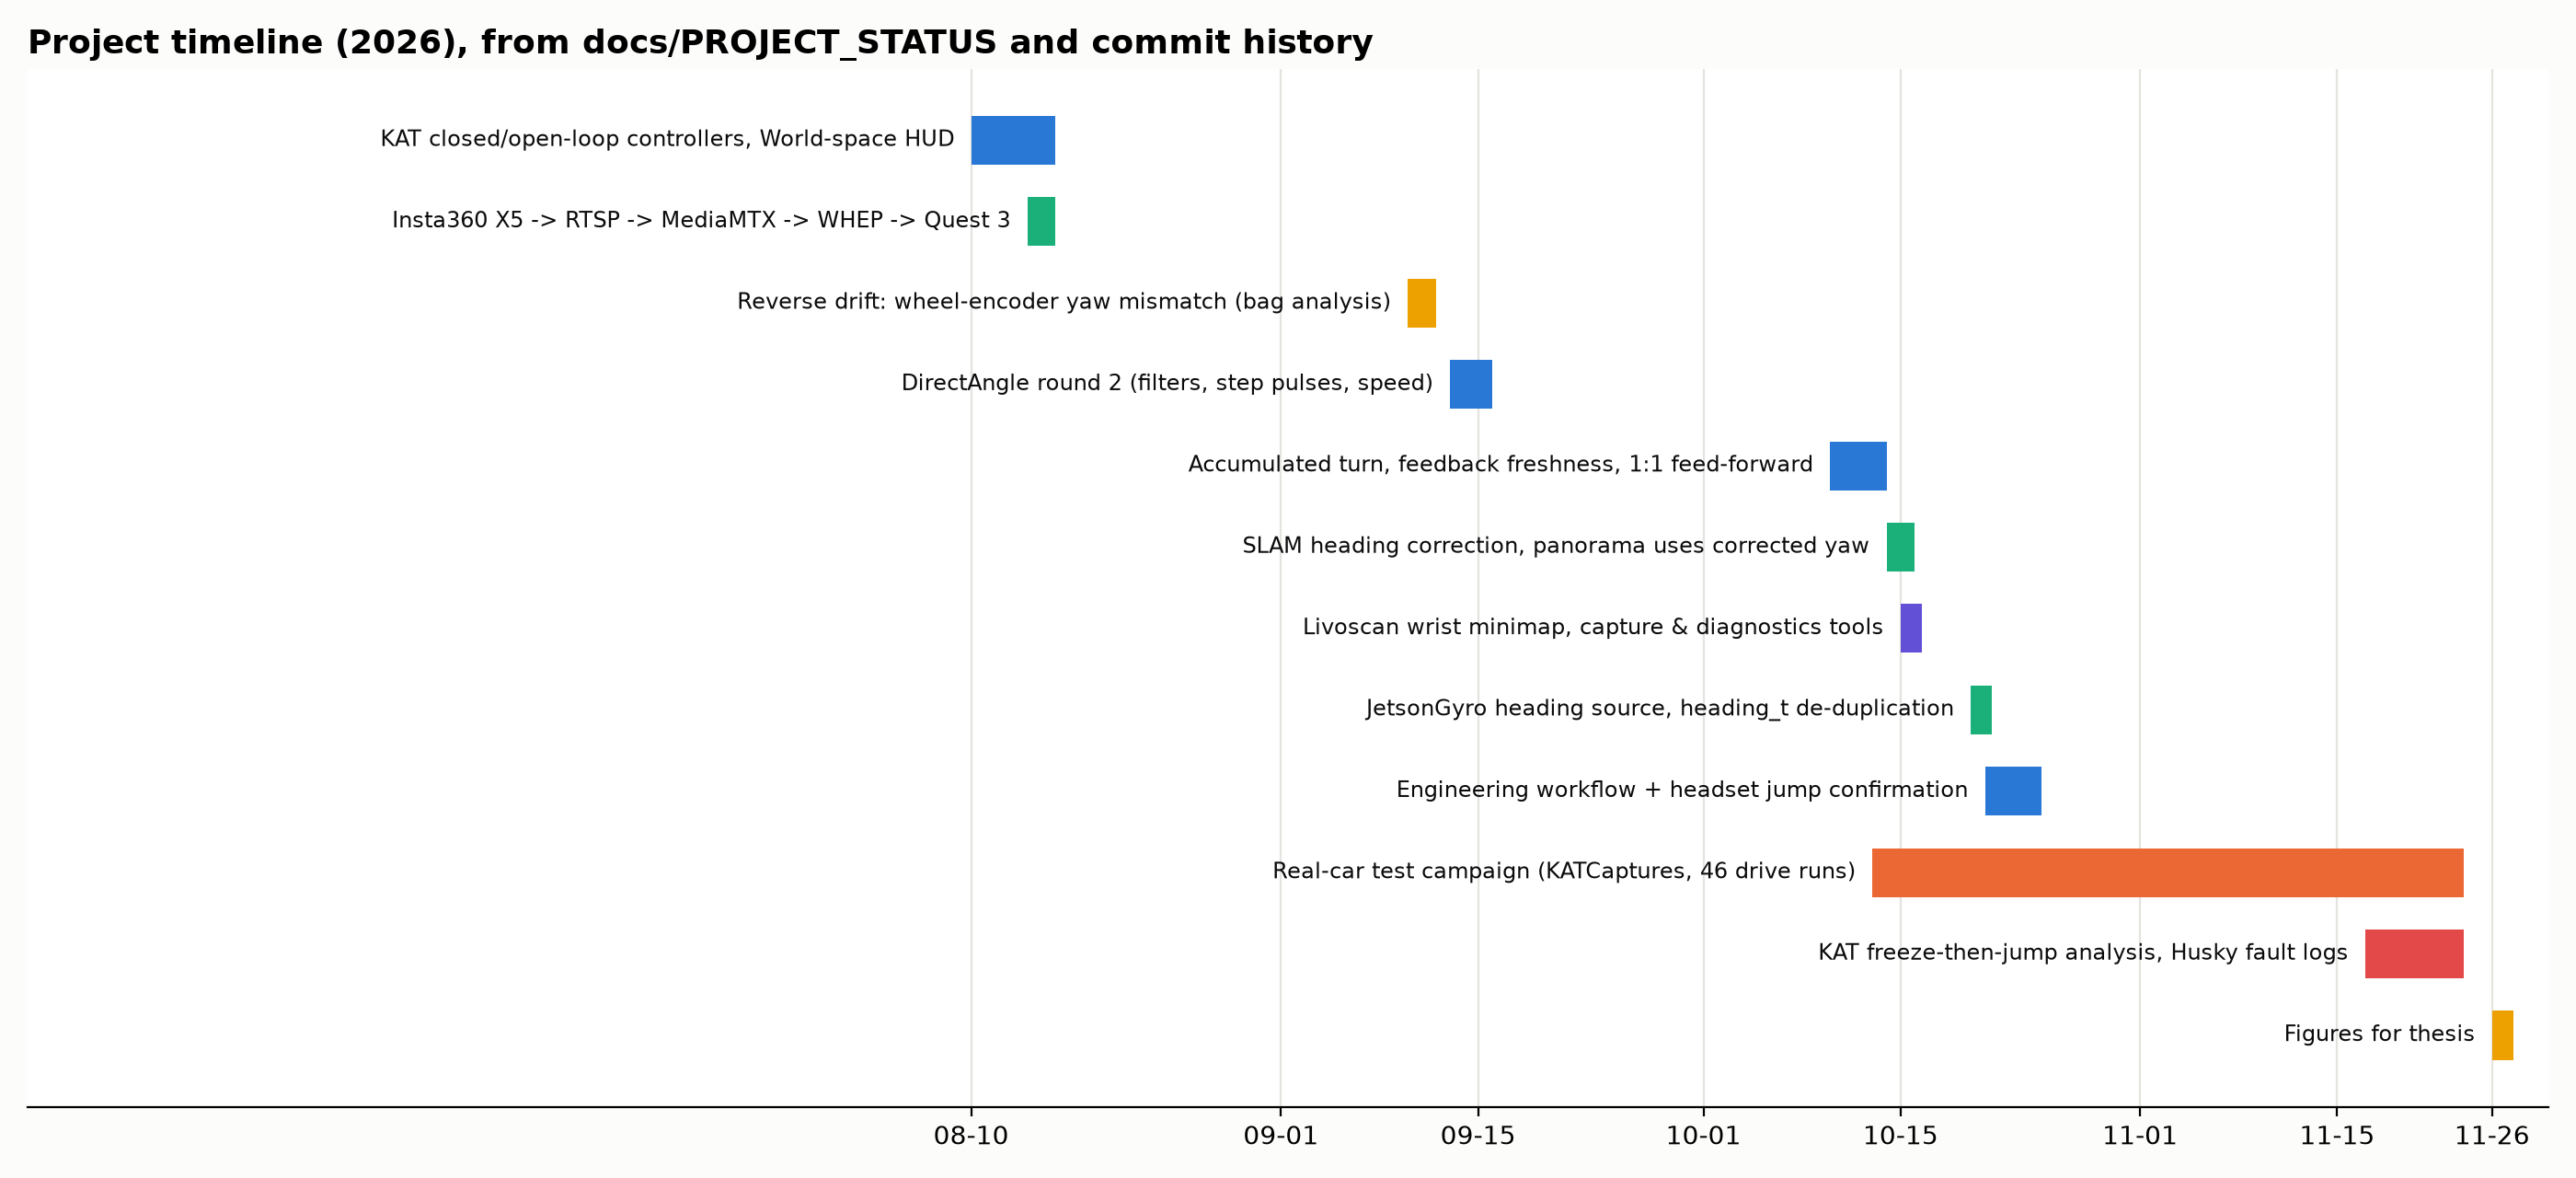 Project timeline (2026), from docs/PROJECT_STATUS and commit history
KAT closed/open-loop controllers, World-space HUD
Insta360 X5 -> RTSP -> MediaMTX -> WHEP -> Quest 3
Reverse drift: wheel-encoder yaw mismatch (bag analysis)
DirectAngle round 2 (filters, step pulses, speed)
Accumulated turn, feedback freshness, 1:1 feed-forward
SLAM heading correction, panorama uses corrected yaw
Livoscan wrist minimap, capture & diagnostics tools
JetsonGyro heading source, heading_t de-duplication
Engineering workflow + headset jump confirmation
Real-car test campaign (KATCaptures, 46 drive runs)
KAT freeze-then-jump analysis, Husky fault logs
Figures for thesis
08-10 09-01 09-15 10-01 10-15 11-01 11-15 11-26